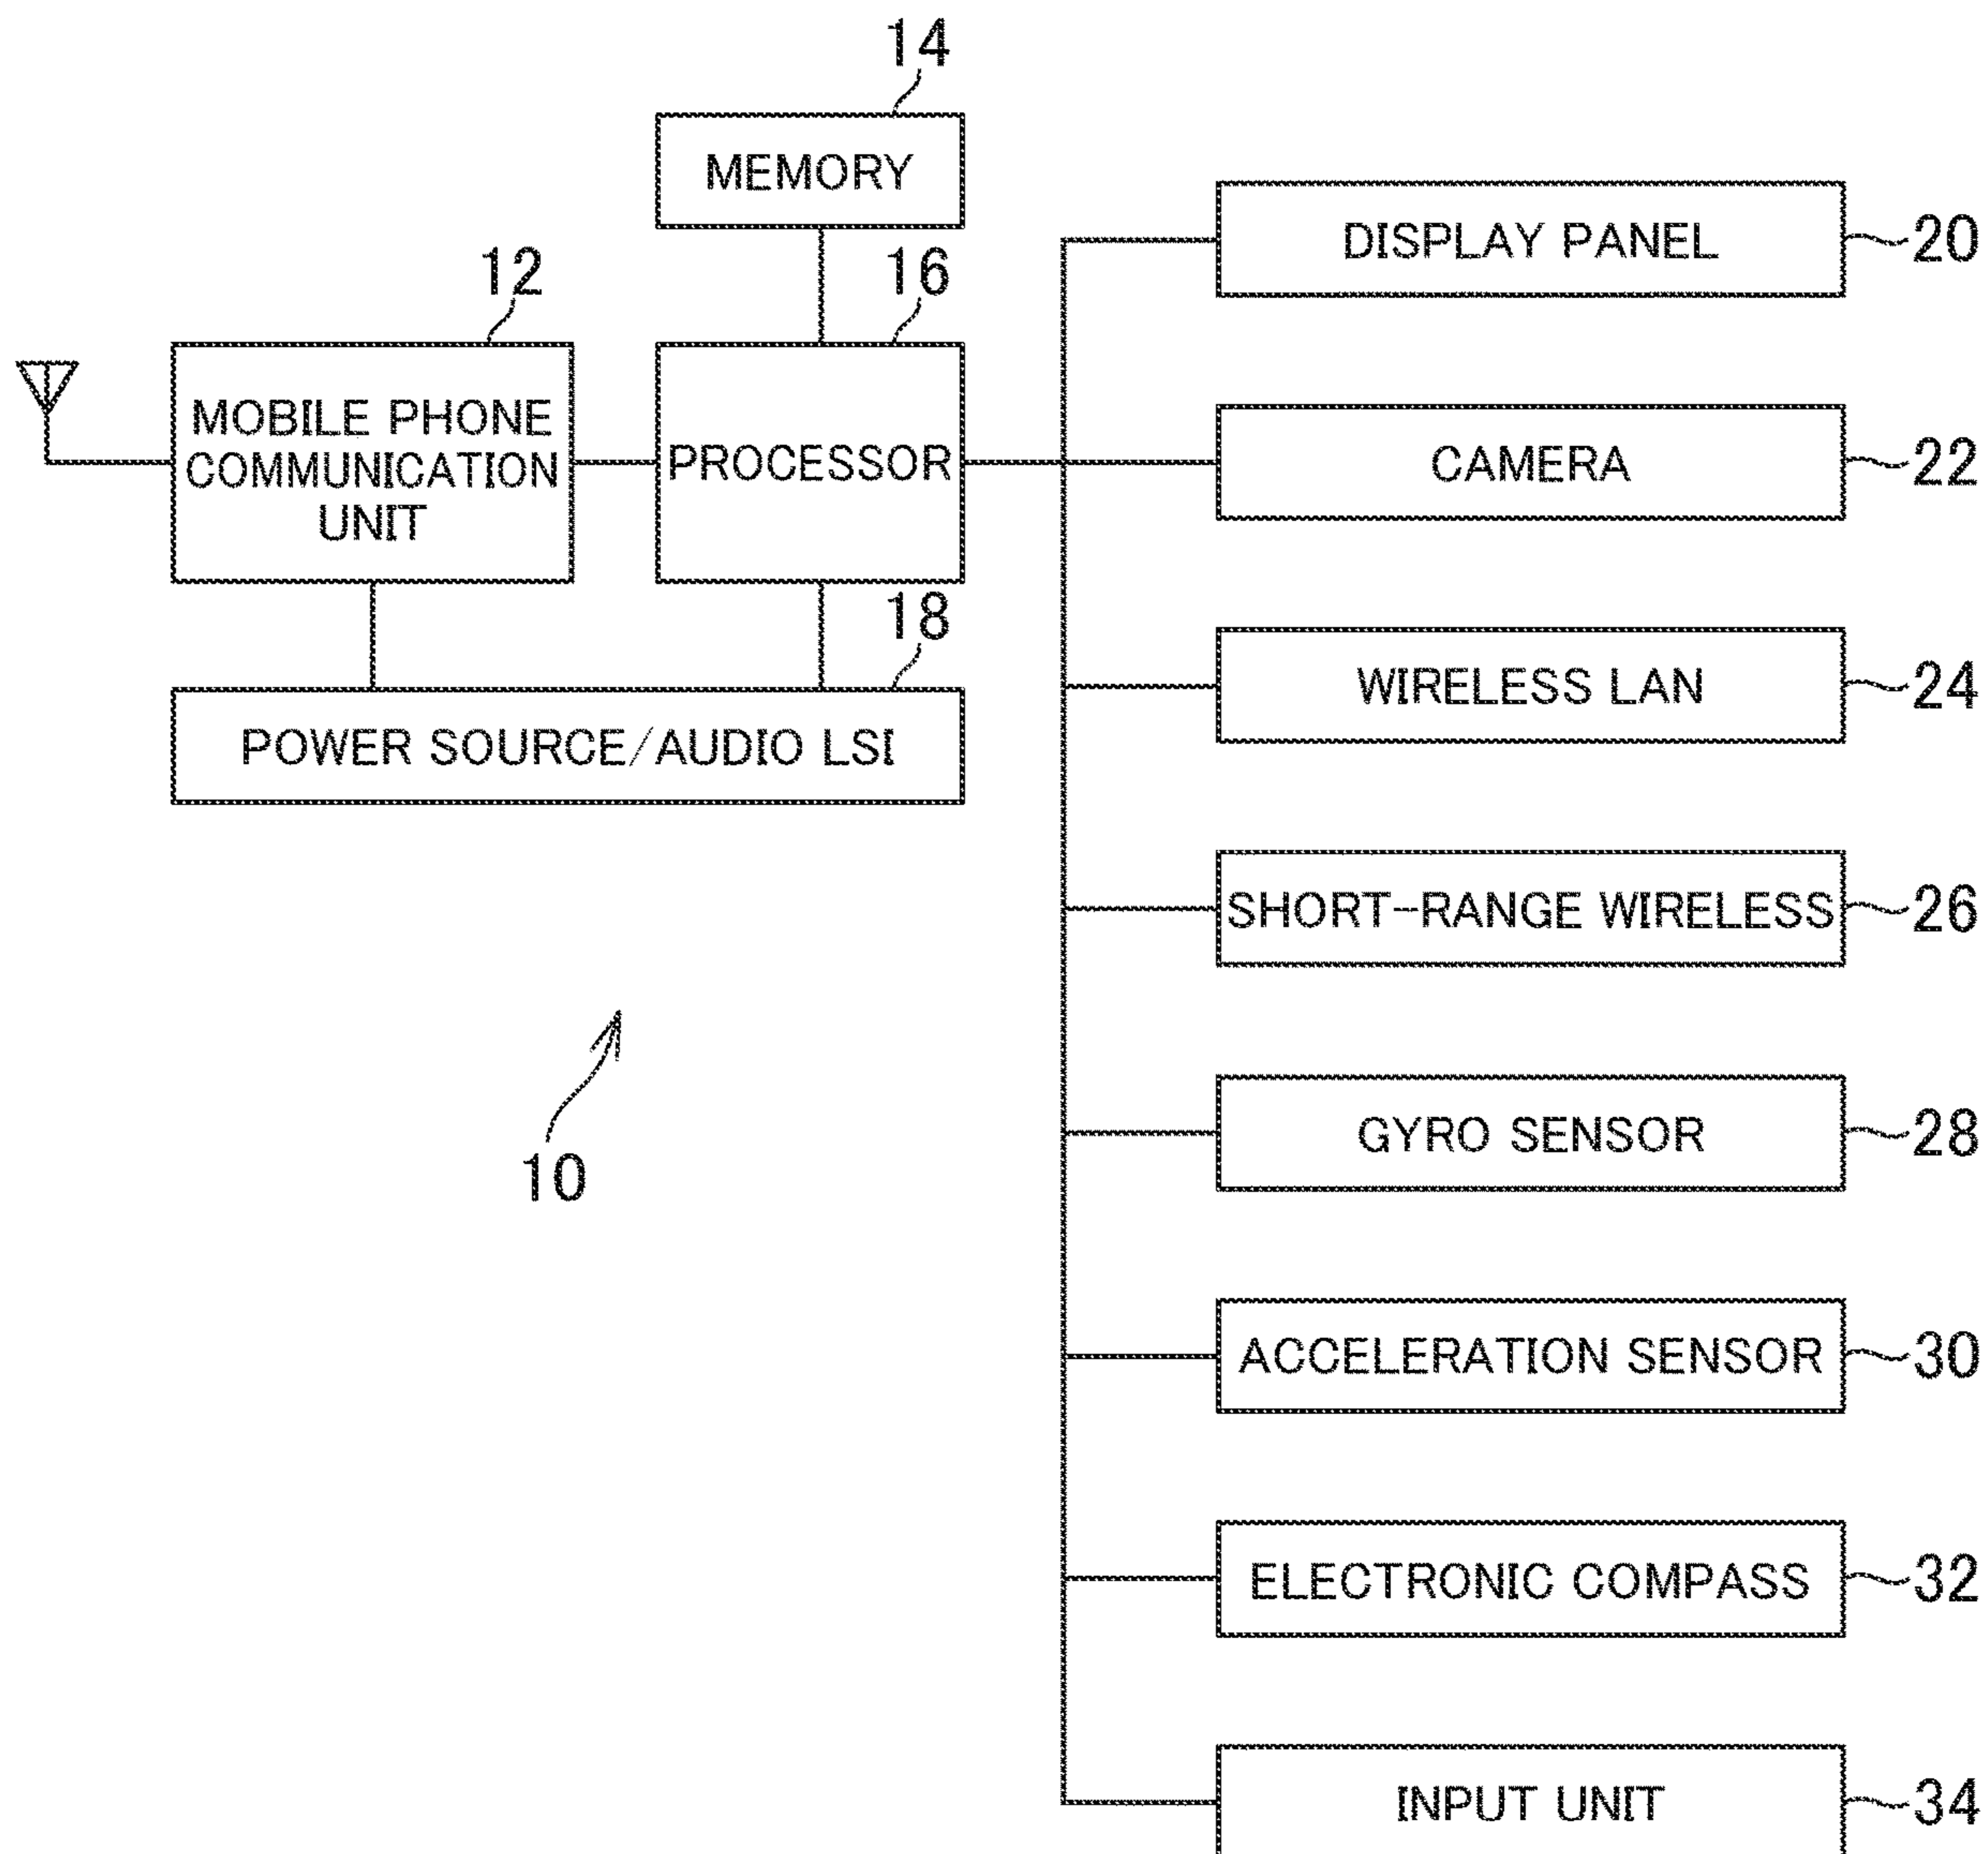 14
MEMORY
12
16
MOBILE PHONE
COMMUNICATION
UNIT
PROCESSOR
18
POWER SOURCE/AUDIO LSI
10
DISPLAY PANEL
20
CAMERA
22
WIRELESS LAN
24
SHORT-RANGE WIRELESS
26
GYRO SENSOR
28
ACCELERATION SENSOR
30
ELECTRONIC COMPASS
32
INPUT UNIT
34